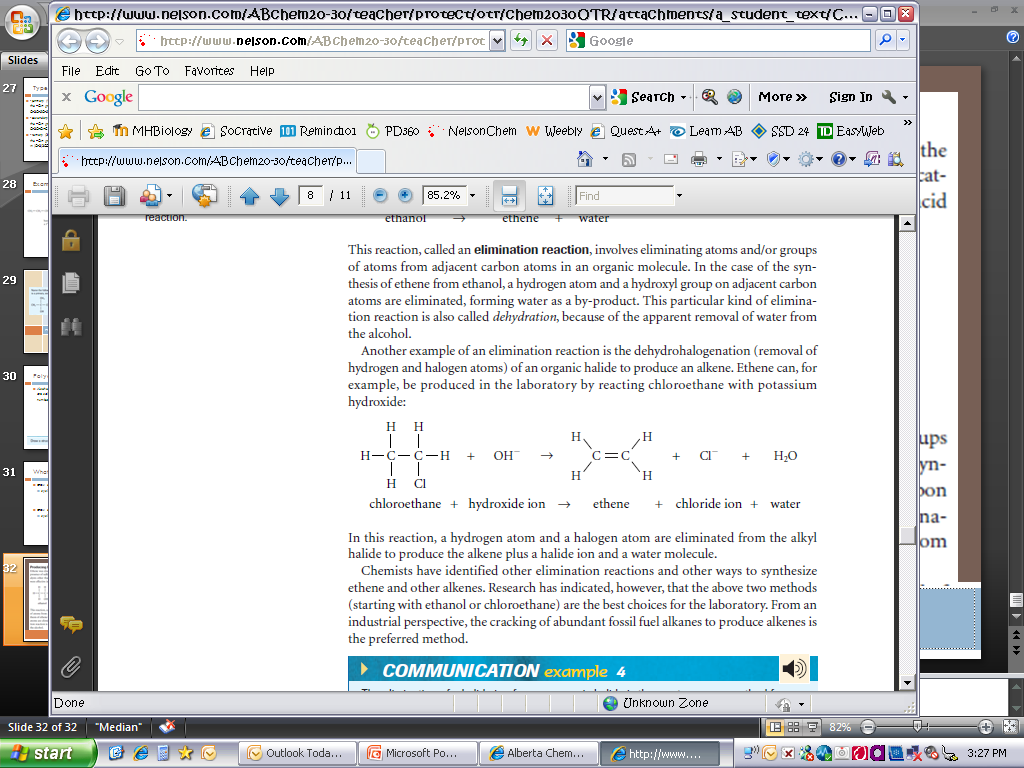 http://www.nelson.com/ABChem20-30/teacher/protect/otr/Chem2030OTR/attachments/a_student_text/C...
http://www.nelson.com/ABChem20-30/teacher/prot
Google
File Edit Go To Favorites Help
x Google Search More >> Sign In
MHBiology Socrative Remind101 PD360 NelsonChem Weebly Quest A+ Learn AB SSD 24 EasyWeb
http://www.nelson.com/ABChem20-30/teacher/p...
8 / 11 85.2% Find
Slides
27
28
29
30
31
32
reaction.
ethanol → ethene + water
This reaction, called an elimination reaction, involves eliminating atoms and/or groups
of atoms from adjacent carbon atoms in an organic molecule. In the case of the syn-
thesis of ethene from ethanol, a hydrogen atom and a hydroxyl group on adjacent carbon
atoms are eliminated, forming water as a by-product. This particular kind of elimina-
tion reaction is also called dehydration, because of the apparent removal of water from
the alcohol.
Another example of an elimination reaction is the dehydrohalogenation (removal of
hydrogen and halogen atoms) of an organic halide to produce an alkene. Ethene can, for
example, be produced in the laboratory by reacting chloroethane with potassium
hydroxide:
H H
H H
H—C—C—H + OH⁻ → C=C + Cl⁻ + H₂O
H H
H Cl
chloroethane + hydroxide ion → ethene + chloride ion + water
In this reaction, a hydrogen atom and a halogen atom are eliminated from the alkyl
halide to produce the alkene plus a halide ion and a water molecule.
Chemists have identified other elimination reactions and other ways to synthesize
ethene and other alkenes. Research has indicated, however, that the above two methods
(starting with ethanol or chloroethane) are the best choices for the laboratory. From an
industrial perspective, the cracking of abundant fossil fuel alkanes to produce alkenes is
the preferred method.
COMMUNICATION example 4
the
cat-
cid
ups
yn-
bon
na-
om
Done Unknown Zone
Slide 32 of 32 "Median" 82%
start Outlook Toda... Microsoft Po... Alberta Chem... http://www.... 3:27 PM